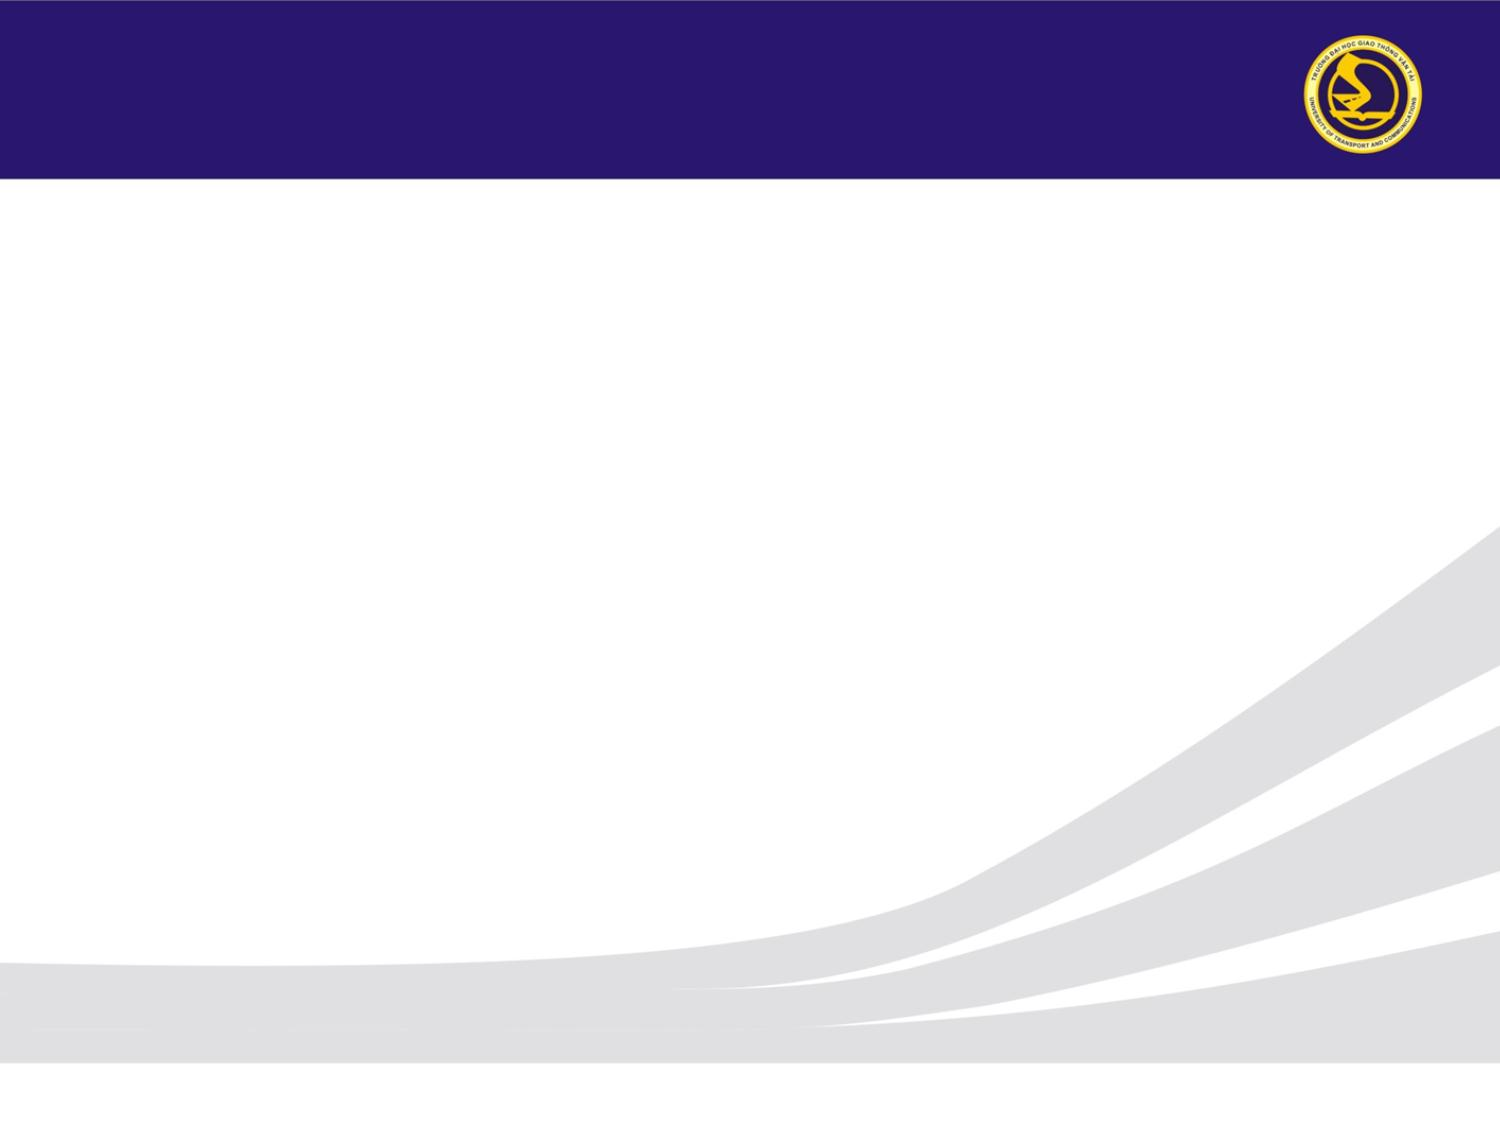 TRƯỜNG ĐẠI HỌC GIAO THÔNG VẬN TẢI
UNIVERSITY OF TRANSPORT AND COMMUNICATIONS